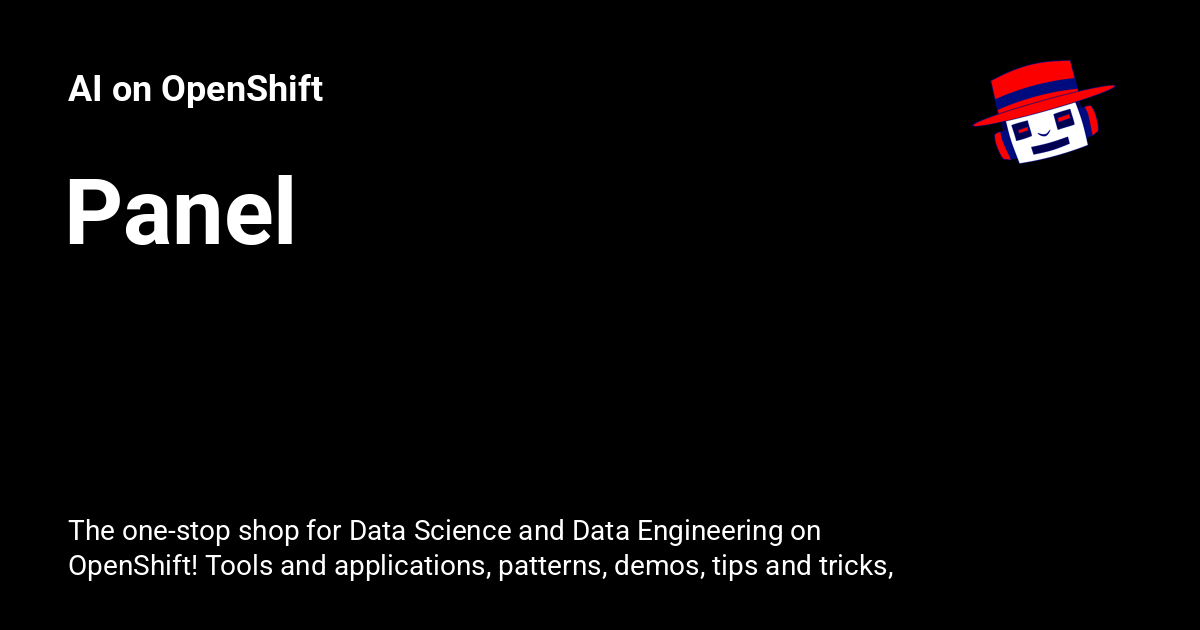 AI on OpenShift
Panel
The one-stop shop for Data Science and Data Engineering on
OpenShift! Tools and applications, patterns, demos, tips and tricks,